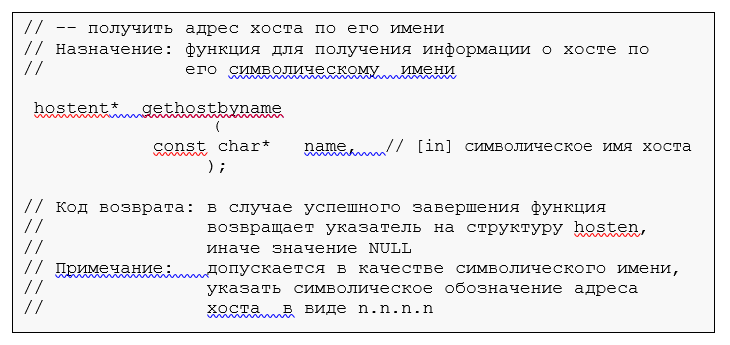 // -- получить адрес хоста по его имени
// Назначение: функция для получения информации о хосте по
// его символическому имени
hostent* gethostbyname
(
const char* name, // [in] символическое имя хоста
);
// Код возврата: в случае успешного завершения функция
// возвращает указатель на структуру hosten,
// иначе значение NULL
// Примечание: допускается в качестве символического имени,
// указать символическое обозначение адреса
// хоста в виде n.n.n.n